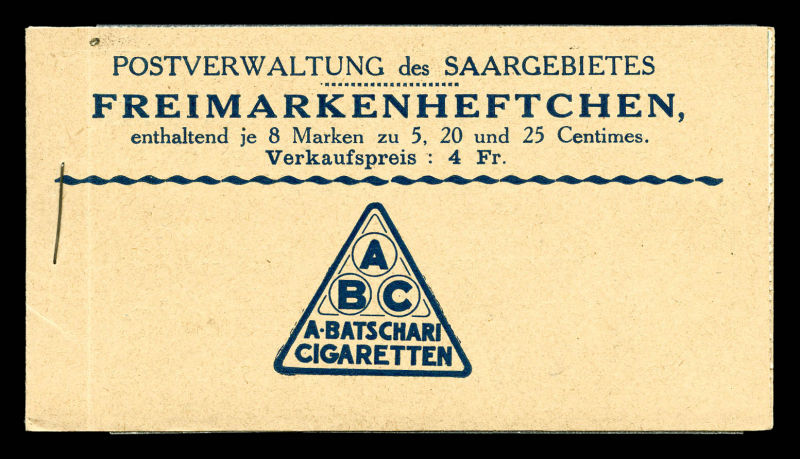 POSTVERWALTUNG des SAARGEBIETES
FREIMARKENHEFTCHEN,
enthaltend je 8 Marken zu 5, 20 und 25 Centimes.
Verkaufspreis : 4 Fr.
A
B C
A·BATSCHARI
CIGARETTEN